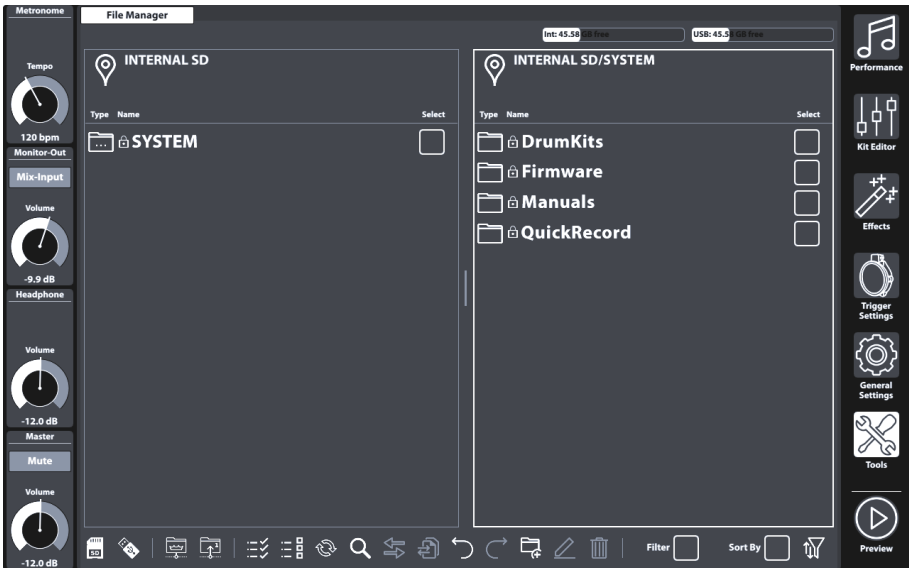 Metronome
Tempo
120 bpm
Monitor-Out
Mix-Input
Volume
-9.9 dB
Headphone
Volume
-12.0 dB
Master
Mute
Volume
-12.0 dB
File Manager
Int: 45.58 GB free
USB: 45.58 GB free
INTERNAL SD
Type Name Select
... SYSTEM
INTERNAL SD/SYSTEM
Type Name Select
DrumKits
Firmware
Manuals
QuickRecord
SD
Filter
Sort By
Performance
Kit Editor
Effects
Trigger
Settings
General
Settings
Tools
Preview